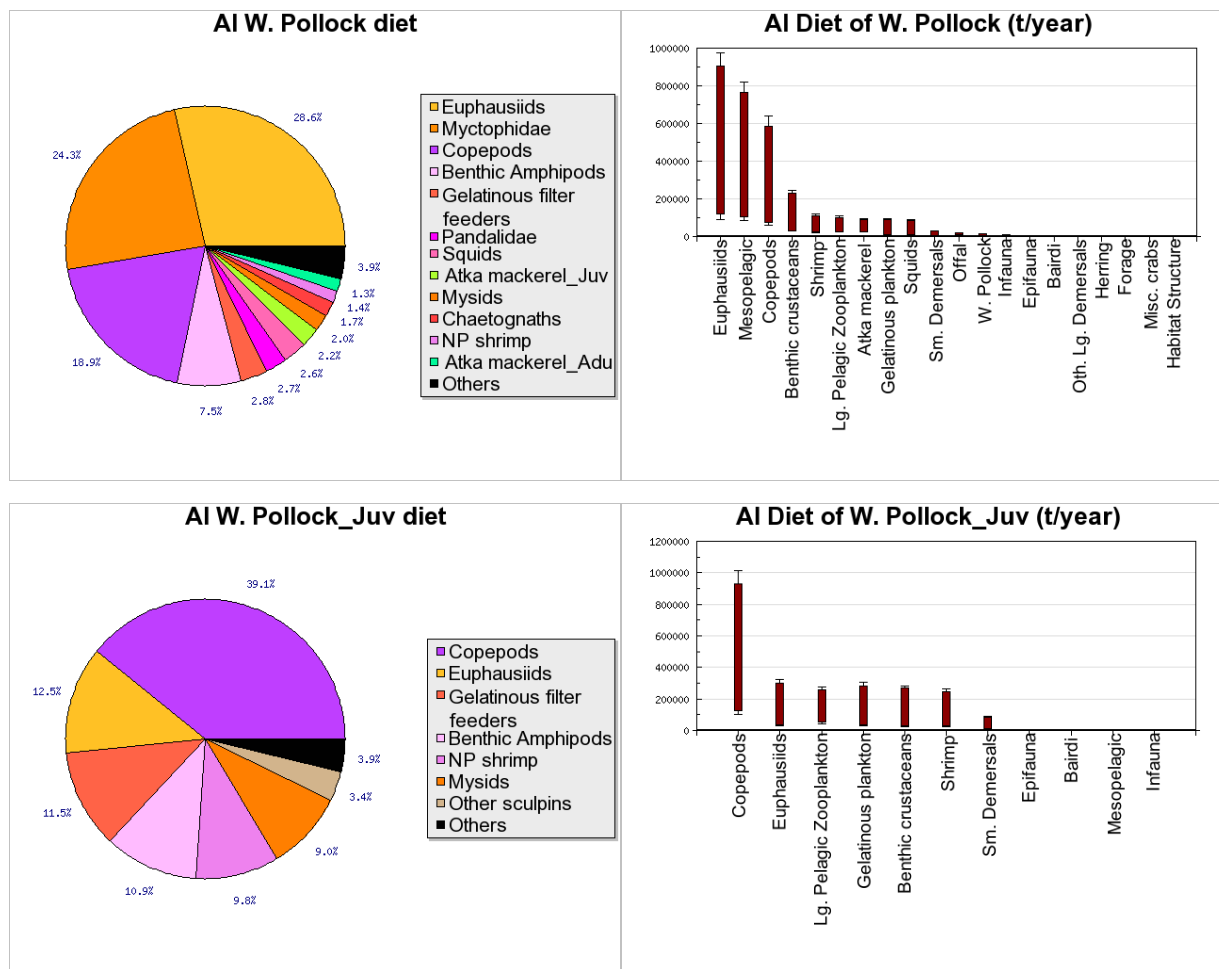 AI W. Pollock diet
28.6%
24.3%
18.9%
7.5%
2.8%
2.7%
2.6%
2.2%
2.0%
1.7%
1.4%
1.3%
3.9%
Euphausiids
Myctophidae
Copepods
Benthic Amphipods
Gelatinous filter
feeders
Pandalidae
Squids
Atka mackerel_Juv
Mysids
Chaetognaths
NP shrimp
Atka mackerel_Adu
Others
AI Diet of W. Pollock (t/year)
1000000
800000
600000
400000
200000
0
Euphausiids
Mesopelagic
Copepods
Benthic crustaceans
Shrimp
Lg. Pelagic Zooplankton
Atka mackerel
Gelatinous plankton
Squids
Sm. Demersals
Offal
W. Pollock
Infauna
Epifauna
Bairdi
Oth. Lg. Demersals
Herring
Forage
Misc. crabs
Habitat Structure
AI W. Pollock_Juv diet
39.1%
12.5%
11.5%
10.9%
9.8%
9.0%
3.4%
3.9%
Copepods
Euphausiids
Gelatinous filter
feeders
Benthic Amphipods
NP shrimp
Mysids
Other sculpins
Others
AI Diet of W. Pollock_Juv (t/year)
1200000
1000000
800000
600000
400000
200000
0
Copepods
Euphausiids
Lg. Pelagic Zooplankton
Gelatinous plankton
Benthic crustaceans
Shrimp
Sm. Demersals
Epifauna
Bairdi
Mesopelagic
Infauna